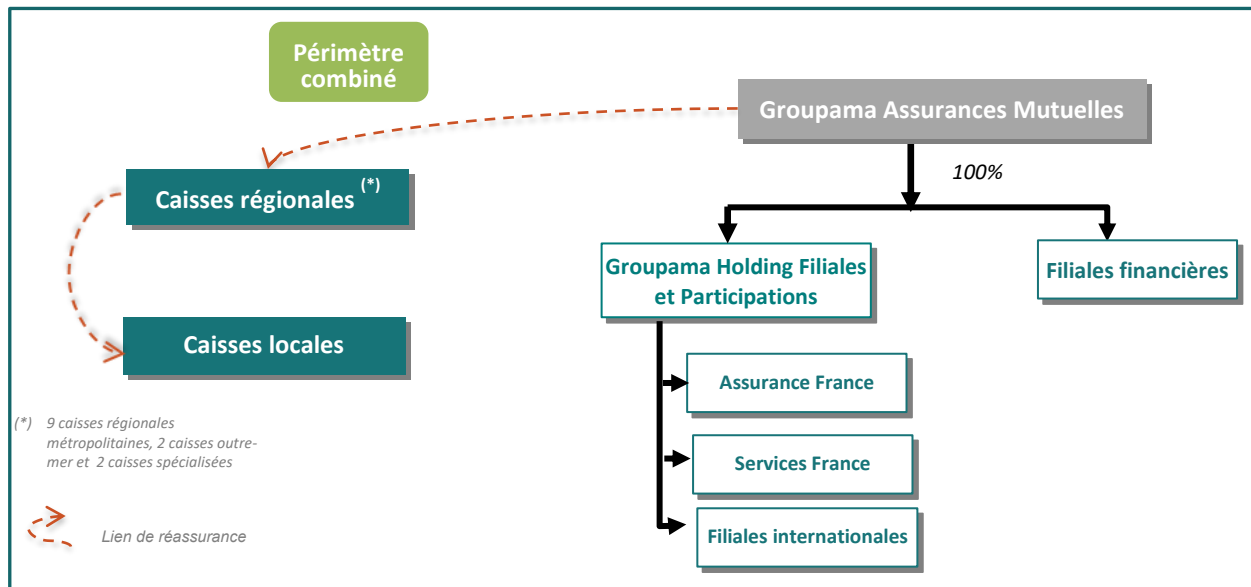 Périmètre
combiné
Groupama Assurances Mutuelles
100%
Caisses régionales (*)
Groupama Holding Filiales
et Participations
Filiales financières
Caisses locales
Assurance France
(*) 9 caisses régionales
métropolitaines, 2 caisses outre-
mer et 2 caisses spécialisées
Services France
Lien de réassurance
Filiales internationales